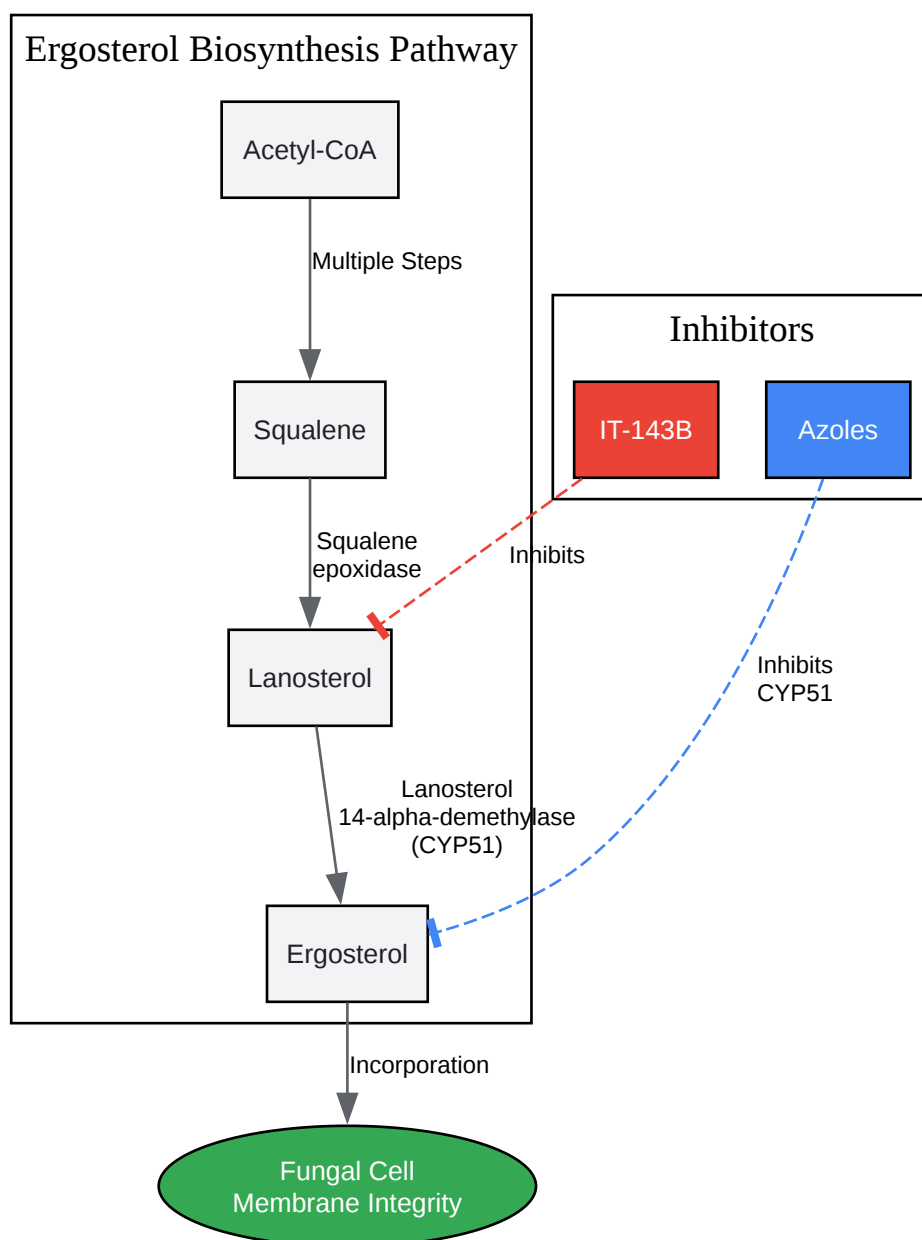 Ergosterol Biosynthesis Pathway
Acetyl-CoA
Multiple Steps
Inhibitors
Squalene
IT-143B
Azoles
Squalene
epoxidase
Inhibits
Lanosterol
Inhibits
CYP51
Lanosterol
14-alpha-demethylase
(CYP51)
Ergosterol
Incorporation
Fungal Cell
Membrane Integrity